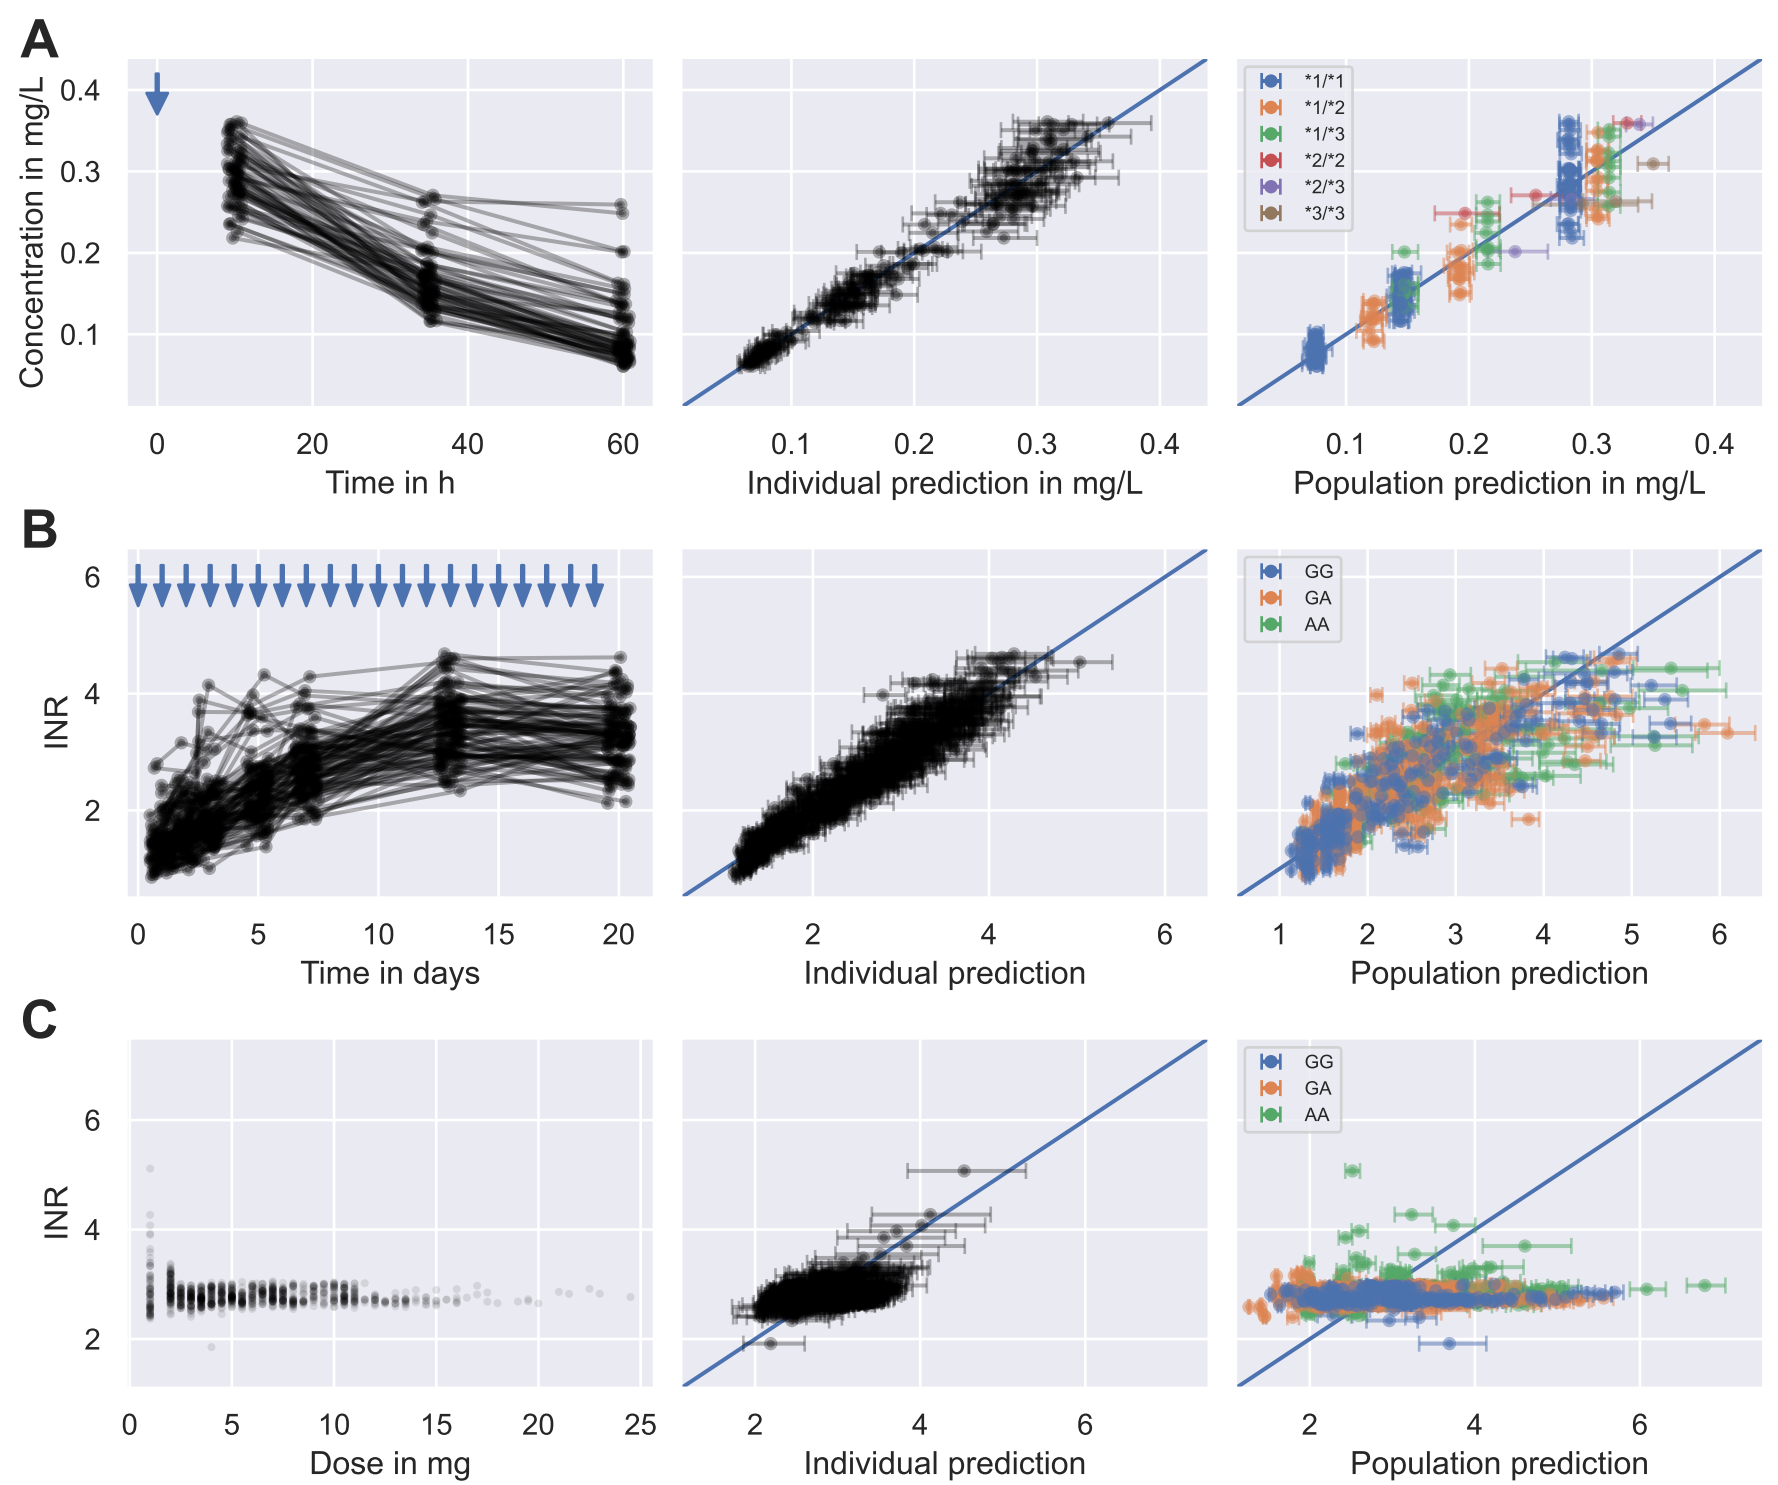 A
Concentration in mg/L
0.4
0.3
0.2
0.1
0 20 40 60
Time in h
0.1 0.2 0.3 0.4
Individual prediction in mg/L
*1/*1
*1/*2
*1/*3
*2/*2
*2/*3
*3/*3
0.1 0.2 0.3 0.4
Population prediction in mg/L
B
INR
6
4
2
0 5 10 15 20
Time in days
2 4 6
Individual prediction
GG
GA
AA
1 2 3 4 5 6
Population prediction
C
INR
6
4
2
0 5 10 15 20 25
Dose in mg
2 4 6
Individual prediction
GG
GA
AA
2 4 6
Population prediction